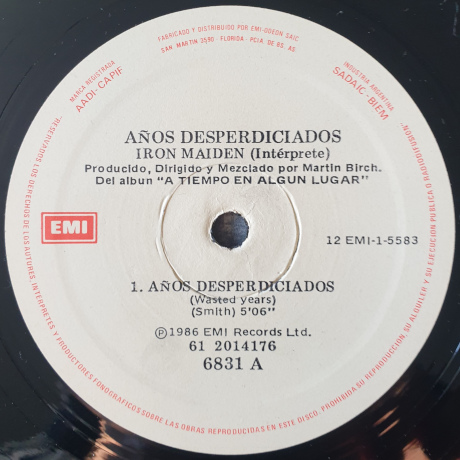 FABRICADO Y DISTRIBUIDO POR EMI-ODEON SAIC
SAN MARTIN 3590 - FLORIDA - PCIA DE BS. AS.
MARCA REGISTRADA
AADI-CAPIF
INDUSTRIA ARGENTINA
SADAIC-BIEM
AÑOS DESPERDICIADOS
IRON MAIDEN (Intérprete)
Producido, Dirigido y Mezclado por Martin Birch.
Del albun "A TIEMPO EN ALGUN LUGAR"
EMI
12 EMI-1-5583
1. AÑOS DESPERDICIADOS
(Wasted years)
(Smith) 5'06"
Ⓟ1986 EMI Records Ltd.
61 2014176
6831 A
RESERVADOS LOS DERECHOS DE LOS AUTORES, INTERPRETES Y PRODUCTORES FONOGRAFICOS SOBRE LAS OBRAS REPRODUCIDAS EN ESTE DISCO. PROHIBIDA SU REPRODUCCION, SU ALQUILER Y SU EJECUCION PUBLICA O RADIODIFUSION